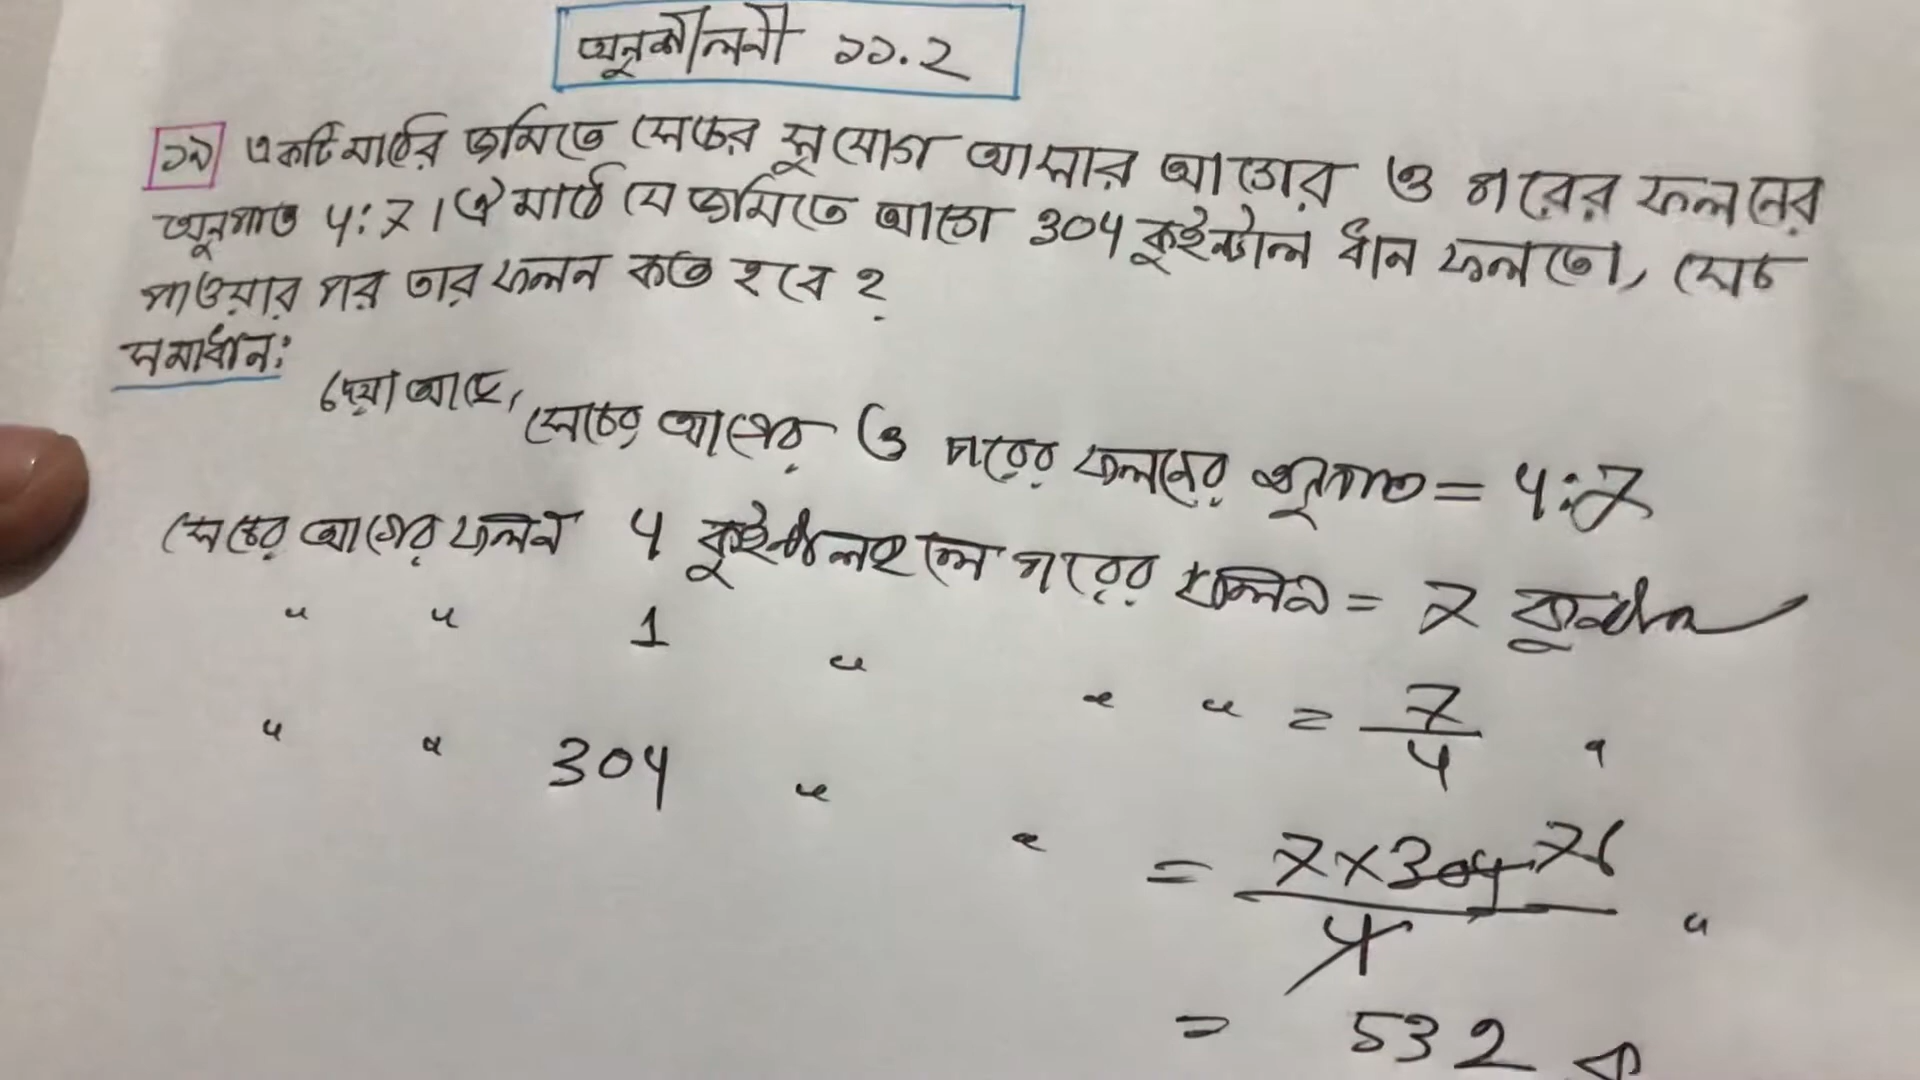 অনুশীলনী ১১.২
১৯ একটি মাঠের জমিতে সেচের সুযোগ আসার আগের ও পরের ফলনের
অনুপাত 4:7। ঐ মাঠে যে জমিতে আগে 304 কুইন্টাল ধান ফলতো, সেচ
পাওয়ার পর তার ফলন কত হবে?
সমাধান:
দেয়া আছে, সেচের আগের ও পরের ফলনের অনুপাত = 4:7
সেচের আগের ফলন 4 কুইন্টাল হলে পরের ফলন = 7 কুইন্টাল
" " 1 " " " = 7/4 "
" " 304 " " = 7×304 76 / 4 "
= 532 ক